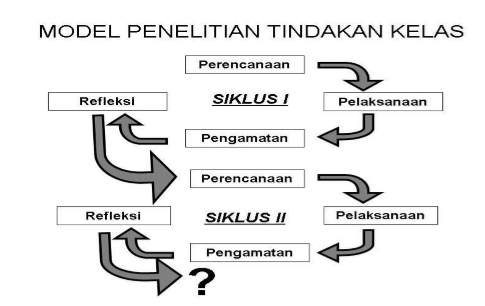 MODEL PENELITIAN TINDAKAN KELAS
Perencanaan
Refleksi
SIKLUS I
Pelaksanaan
Pengamatan
Perencanaan
Refleksi
SIKLUS II
Pelaksanaan
Pengamatan
?